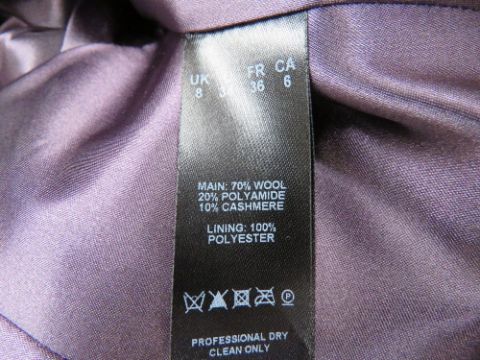 UK FR CA
8 36 6
MAIN: 70% WOOL
20% POLYAMIDE
10% CASHMERE
LINING: 100%
POLYESTER
PROFESSIONAL DRY
CLEAN ONLY